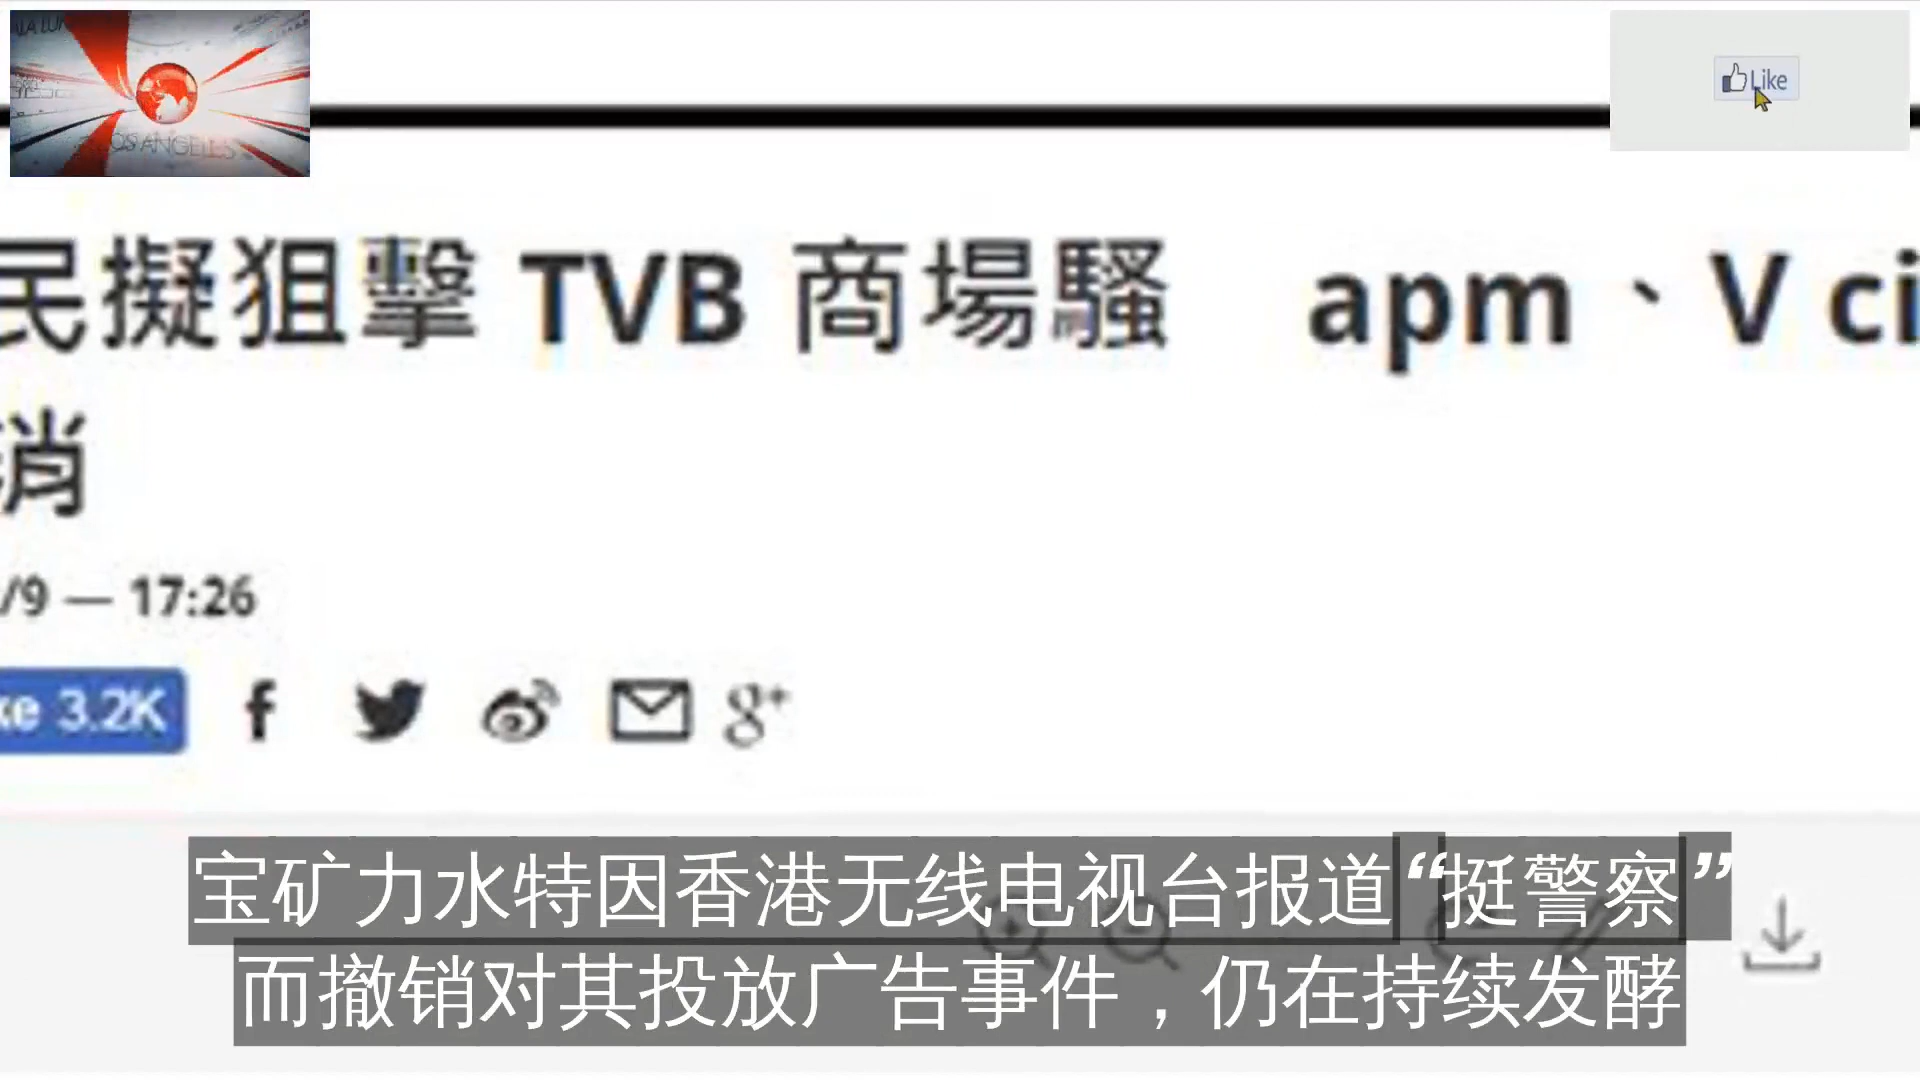 Like
民擬狙擊 TVB 商場騷 apm、V ci
消
/9 — 17:26
ke 3.2K
g+
宝矿力水特因香港无线电视台报道“挺警察”
而撤销对其投放广告事件，仍在持续发酵